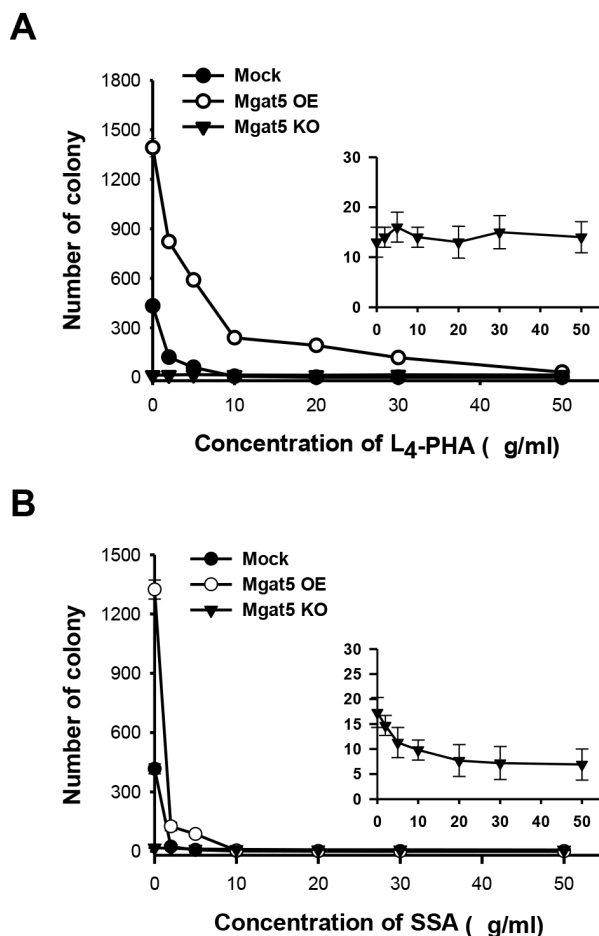 A
Mock
Mgat5 OE
Mgat5 KO
Number of colony
1800
1500
1200
900
600
300
0
0 10 20 30 40 50
30
20
10
0
0 10 20 30 40 50
Concentration of L4-PHA ( g/ml)
B
Mock
Mgat5 OE
Mgat5 KO
Number of colony
1500
1200
900
600
300
0
0 10 20 30 40 50
30
25
20
15
10
5
0
0 10 20 30 40 50
Concentration of SSA ( g/ml)